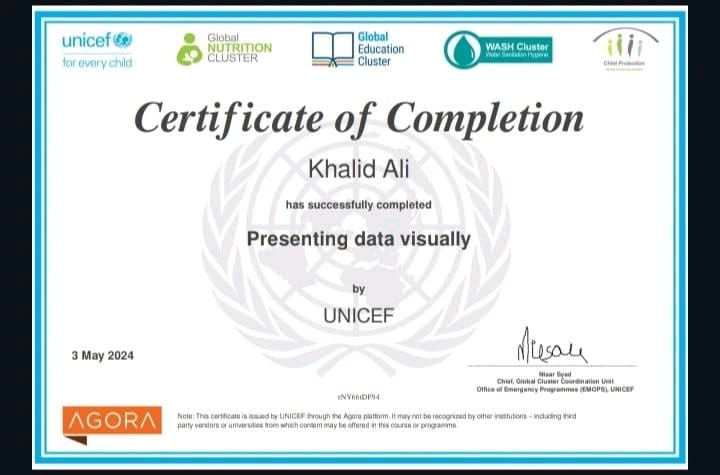 unicef
for every child
Global
NUTRITION
CLUSTER
Global
Education
Cluster
WASH Cluster
Water Sanitation Hygiene
Child Protection
Certificate of Completion
Khalid Ali
has successfully completed
Presenting data visually
by
UNICEF
3 May 2024
Nisar Syed
Chief, Global Cluster Coordination Unit
Office of Emergency Programmes (EMOPS), UNICEF
AGORA
Note: This certificate is issued by UNICEF through the Agora platform. It may not be recognized by other institutions - including third
party vendors or universities from which content may be offered in this course or programme.